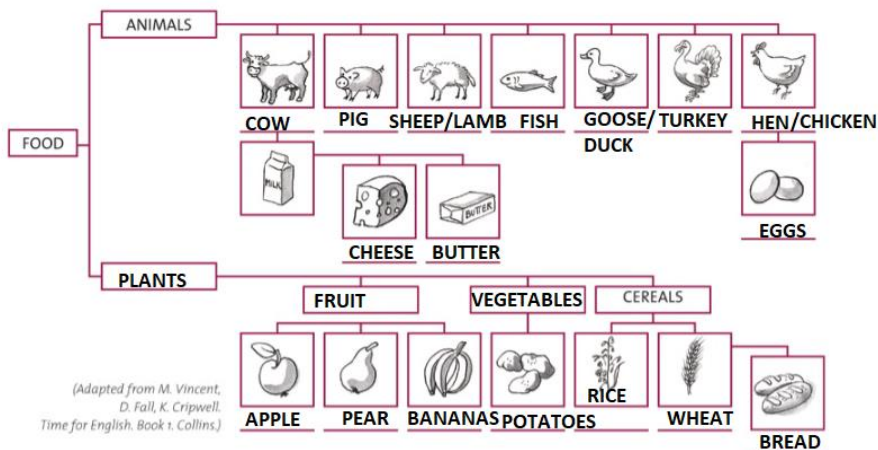 ANIMALS
COW
PIG
SHEEP/LAMB
FISH
GOOSE/
DUCK
TURKEY
HEN/CHICKEN
FOOD
MILK
CHEESE
BUTTER
BUTTER
EGGS
PLANTS
FRUIT
VEGETABLES
CEREALS
(Adapted from M. Vincent,
D. Fall, K. Cripwell.
Time for English. Book 1. Collins.)
APPLE
PEAR
BANANAS
POTATOES
RICE
WHEAT
BREAD